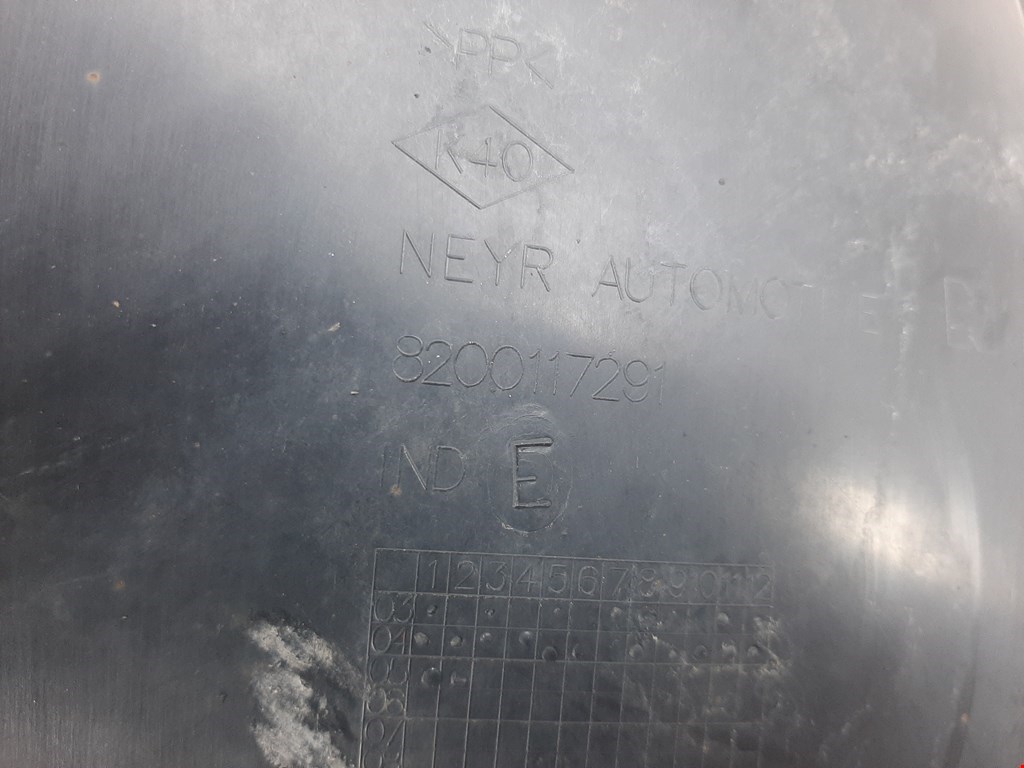 >PP<
K40
NEYR AUTOMO
8200117291
IND E
1 2 3 4 5 6 7 8 9 0 1 2
03
04